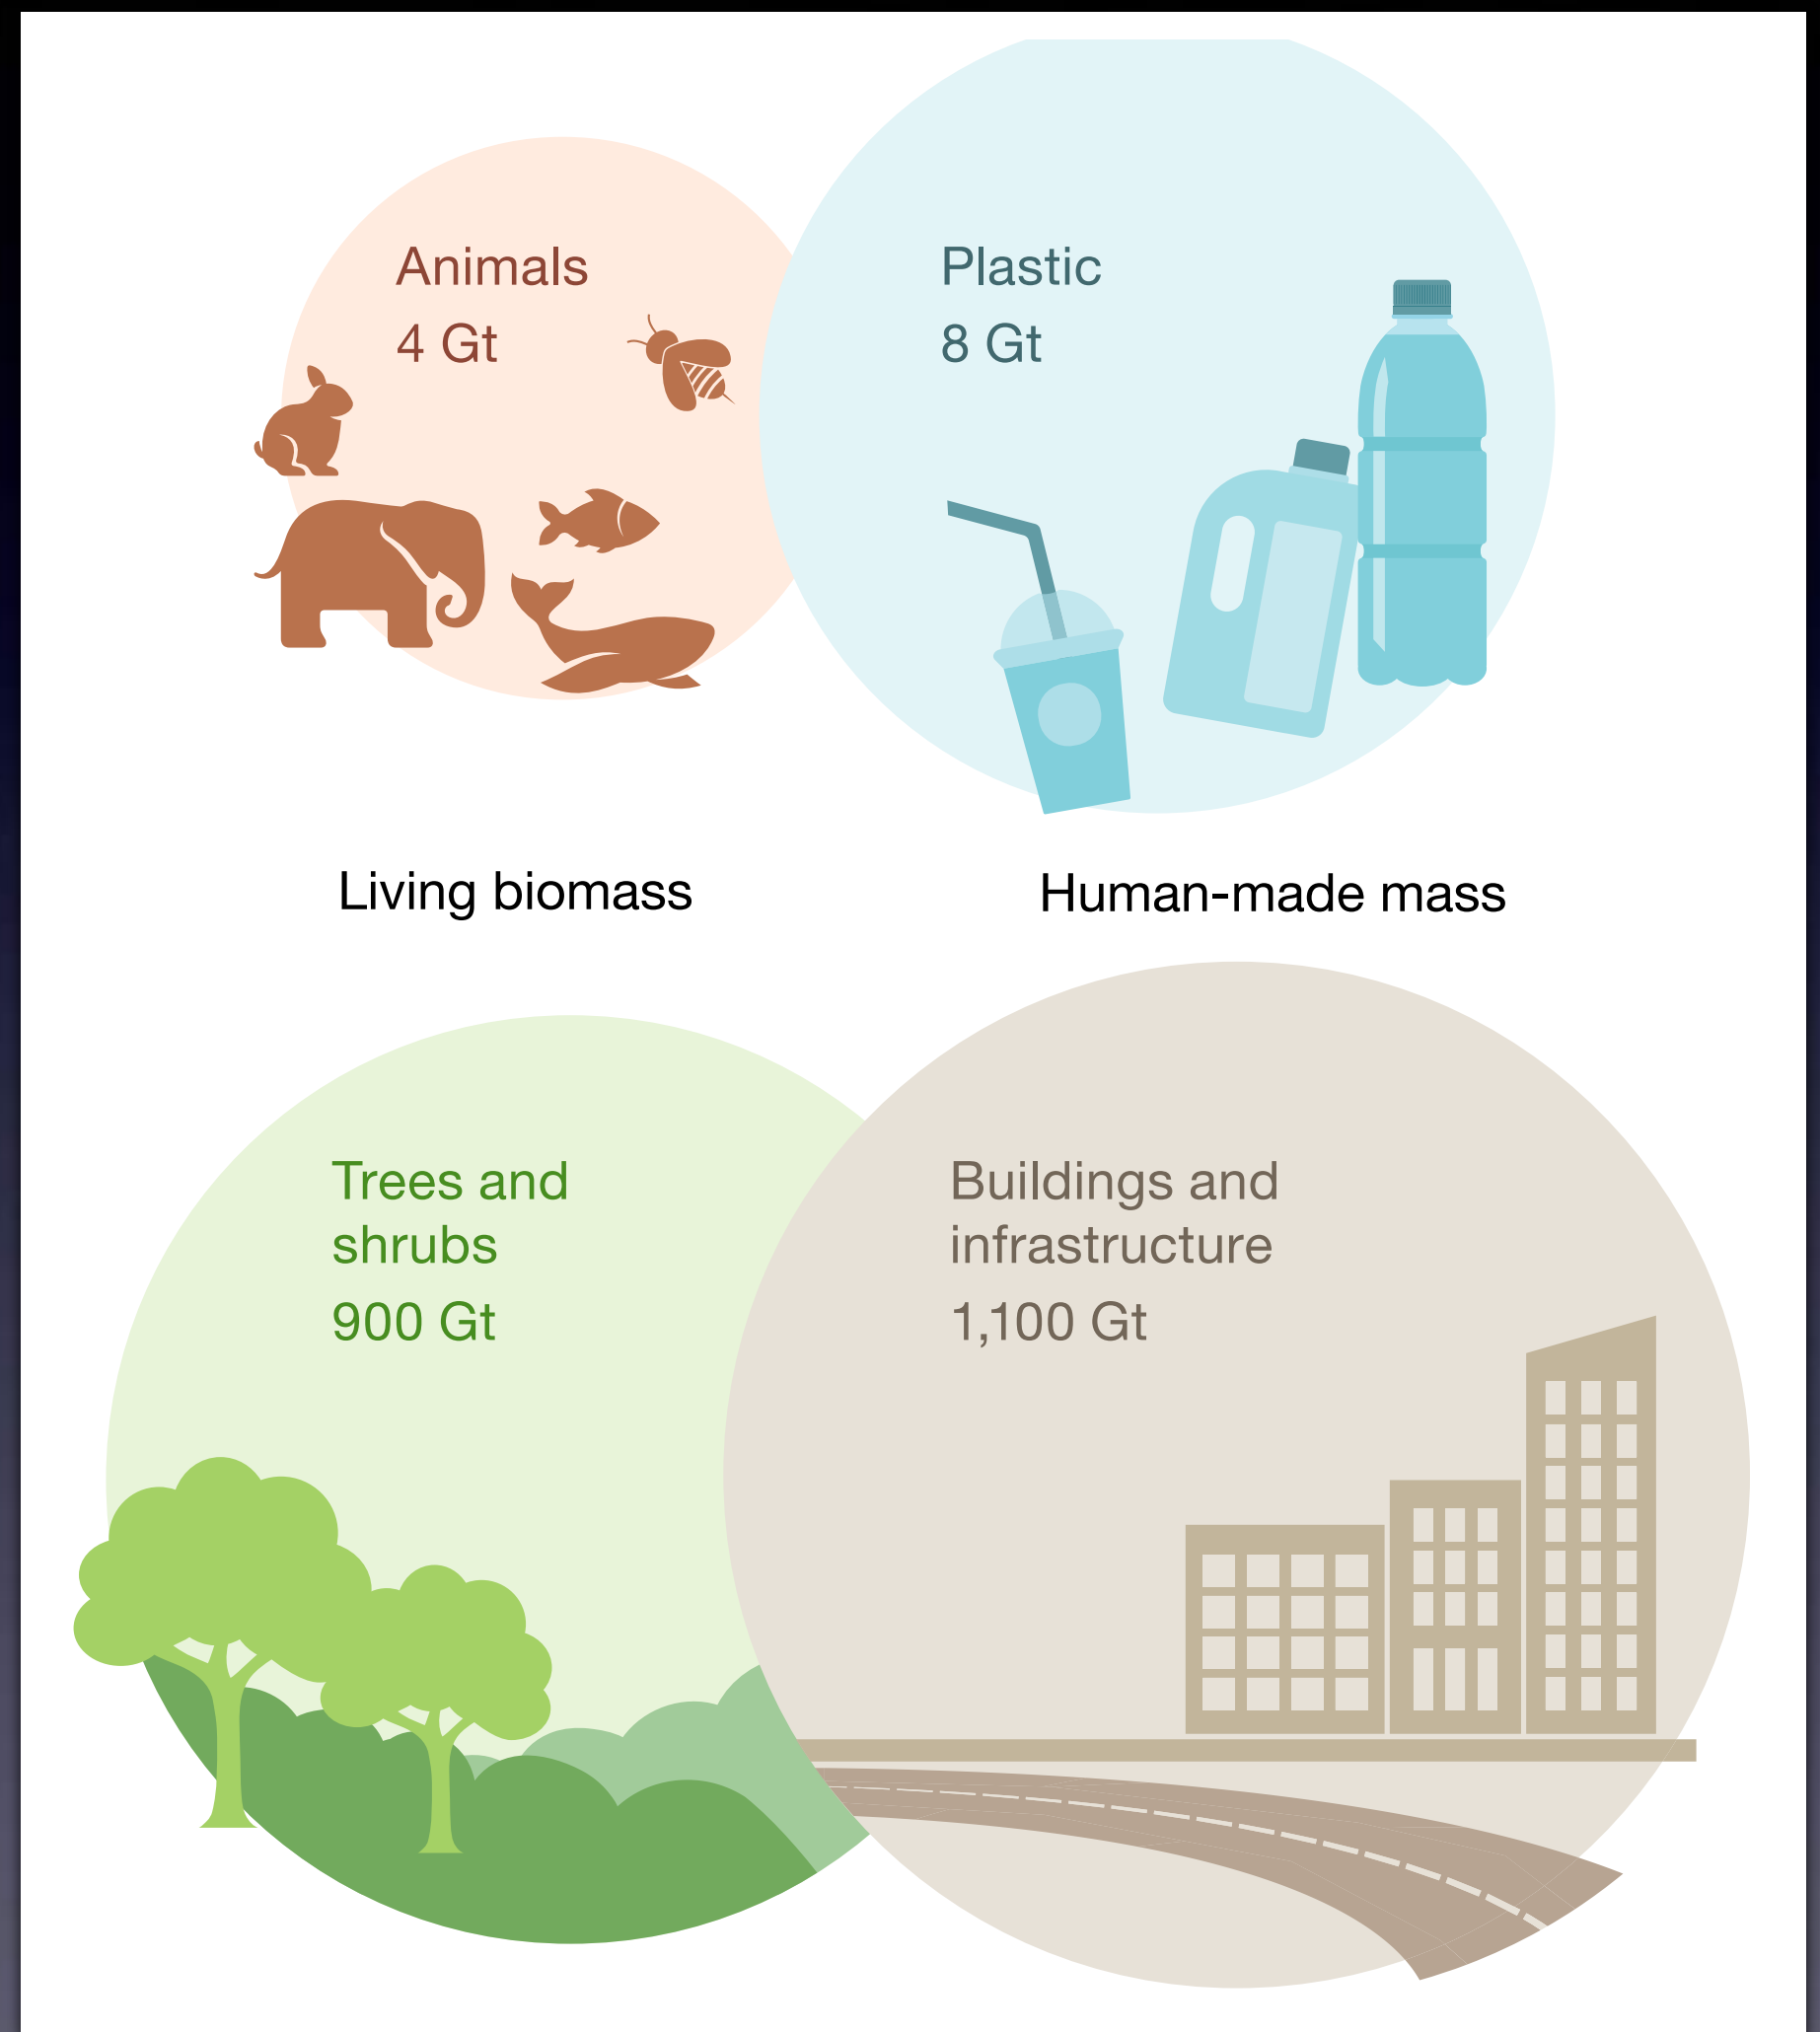 Animals
4 Gt
Plastic
8 Gt
Living biomass
Human-made mass
Trees and
shrubs
900 Gt
Buildings and
infrastructure
1,100 Gt